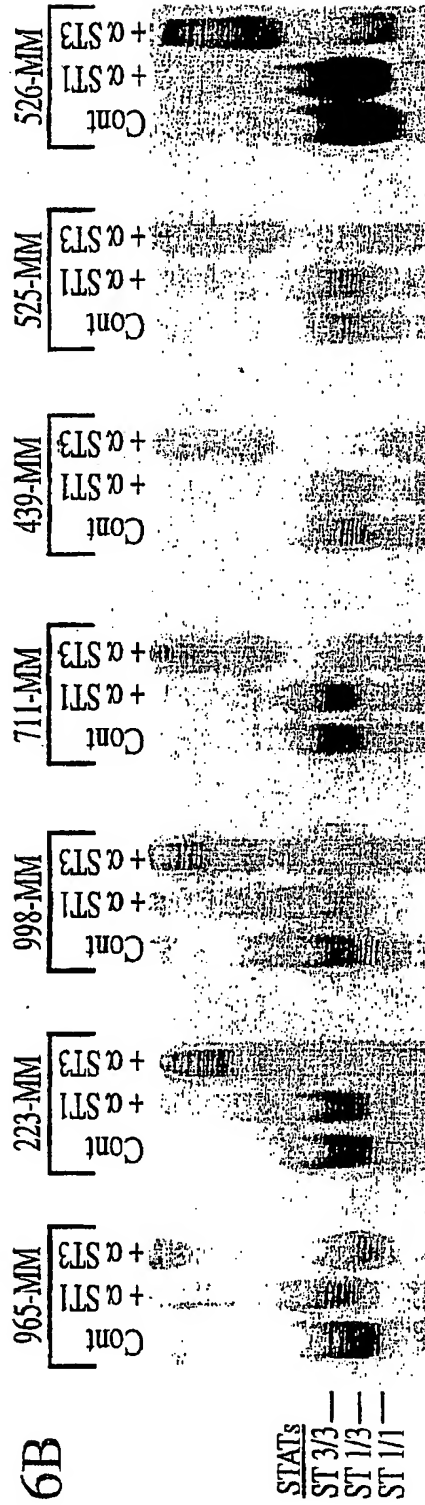 6B
965-MM
223-MM
998-MM
711-MM
439-MM
525-MM
526-MM
Cont
+ α ST1
+ α ST3
Cont
+ α ST1
+ α ST3
Cont
+ α ST1
+ α ST3
Cont
+ α ST1
+ α ST3
Cont
+ α ST1
+ α ST3
Cont
+ α ST1
+ α ST3
Cont
+ α ST1
+ α ST3
STATs
ST 3/3
ST 1/3
ST 1/1